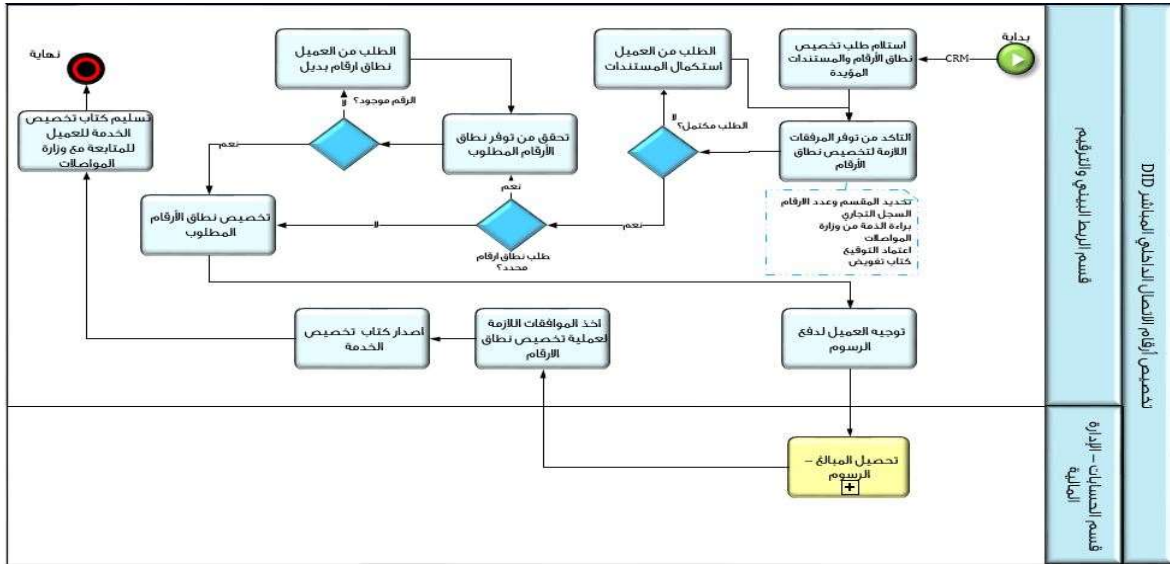 تخصيص أرقام الاتصال الداخلي المباشر DID
قسم الربط البيني والترقيم
بداية
CRM
استلام طلب تخصيص
نطاق الأرقام والمستندات
المؤيدة
التاكد من توفر المرفقات
اللازمة لتخصيص نطاق
الأرقام
تحديد المقسم وعدد الارقام
السجل التجاري
براءة الذمة من وزارة
المواصلات
اعتماد التوقيع
كتاب تفويض
الطلب من العميل
استكمال المستندات
لا
الطلب مكتمل؟
نعم
طلب نطاق ارقام
محدد؟
نعم
لا
تحقق من توفر نطاق
الأرقام المطلوب
الرقم موجود؟
لا
نعم
الطلب من العميل
نطاق ارقام بديل
تخصيص نطاق الأرقام
المطلوب
توجيه العميل لدفع
الرسوم
اخذ الموافقات اللازمة
لعملية تخصيص نطاق
الارقام
اصدار كتاب تخصيص
الخدمة
تسليم كتاب تخصيص
الخدمة للعميل
للمتابعة مع وزارة
المواصلات
نهاية
قسم الحسابات – الإدارة
المالية
تحصيل المبالغ –
الرسوم